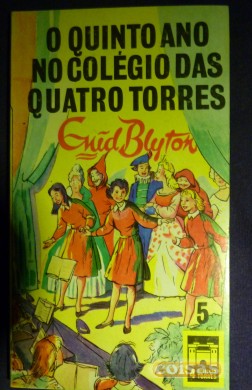 O QUINTO ANO
NO COLÉGIO DAS
QUATRO TORRES
Enid Blyton
5
coisas